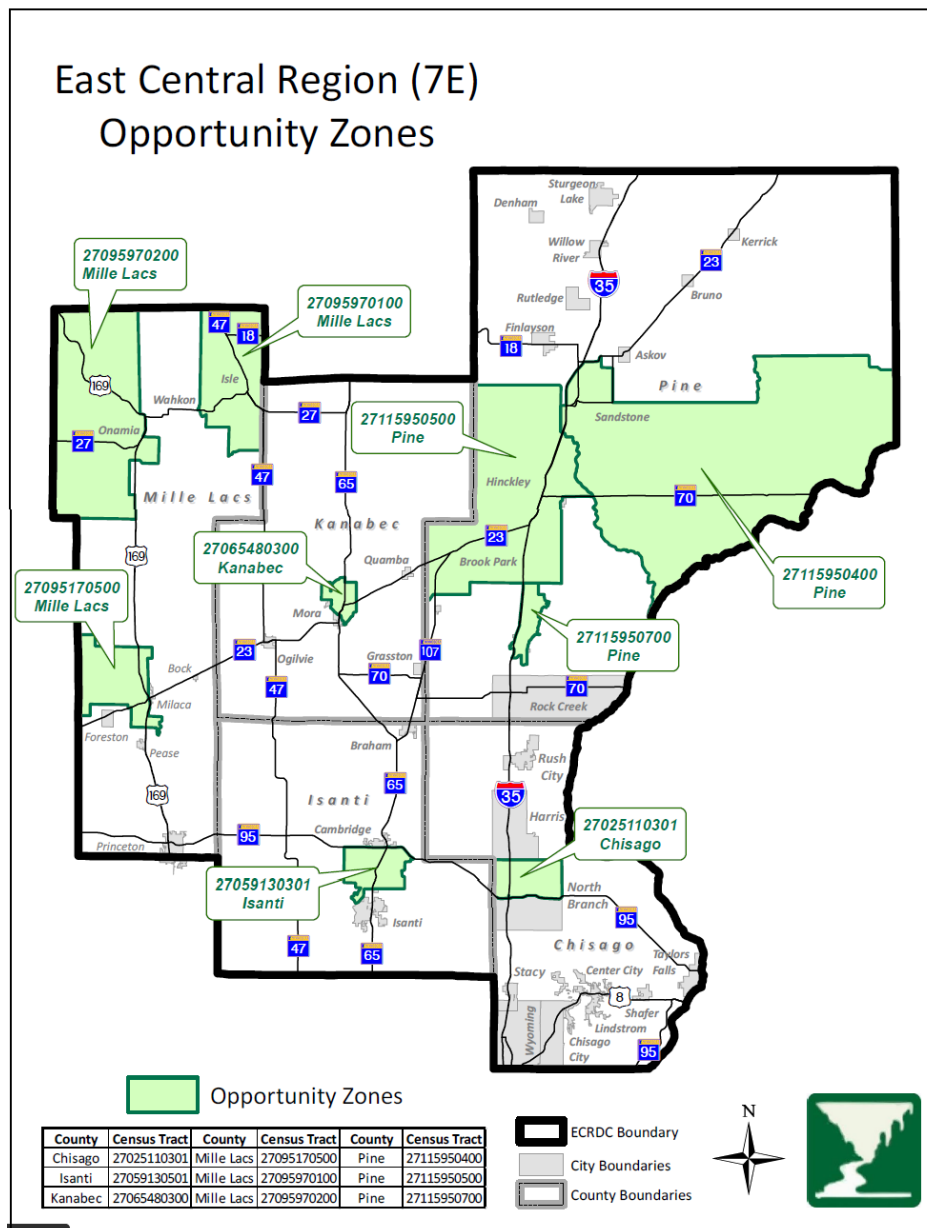 East Central Region (7E)
Opportunity Zones
Sturgeon
Lake
Denham
Willow
River
Kerrick
23
35
Rutledge
Bruno
Finlayson
18
Askov
Pine
Sandstone
27095970200
Mille Lacs
27095970100
Mille Lacs
47
18
169
Isle
Wahkon
27
Onamia
27
27115950500
Pine
Hinckley
Mille Lacs
47
65
70
Kanabec
23
27065480300
Kanabec
Quamba
Brook Park
169
27095170500
Mille Lacs
27115950400
Pine
Mora
27115950700
Pine
23
Ogilvie
107
Grasston
Bock
47
70
70
Milaca
Rock Creek
Foreston
Pease
Braham
Rush
City
65
169
35
Isanti
Harris
95
Cambridge
27025110301
Chisago
Princeton
27059130301
Isanti
North
Branch
Isanti
95
47
65
Chisago
Taylors
Falls
Stacy
Center City
8
Shafer
Lindstrom
Wyoming
Chisago
City
95
Opportunity Zones
County Census Tract County Census Tract County Census Tract
Chisago 27025110301 Mille Lacs 27095170500 Pine 27115950400
Isanti 27059130501 Mille Lacs 27095970100 Pine 27115950500
Kanabec 27065480300 Mille Lacs 27095970200 Pine 27115950700
ECRDC Boundary
City Boundaries
County Boundaries
N